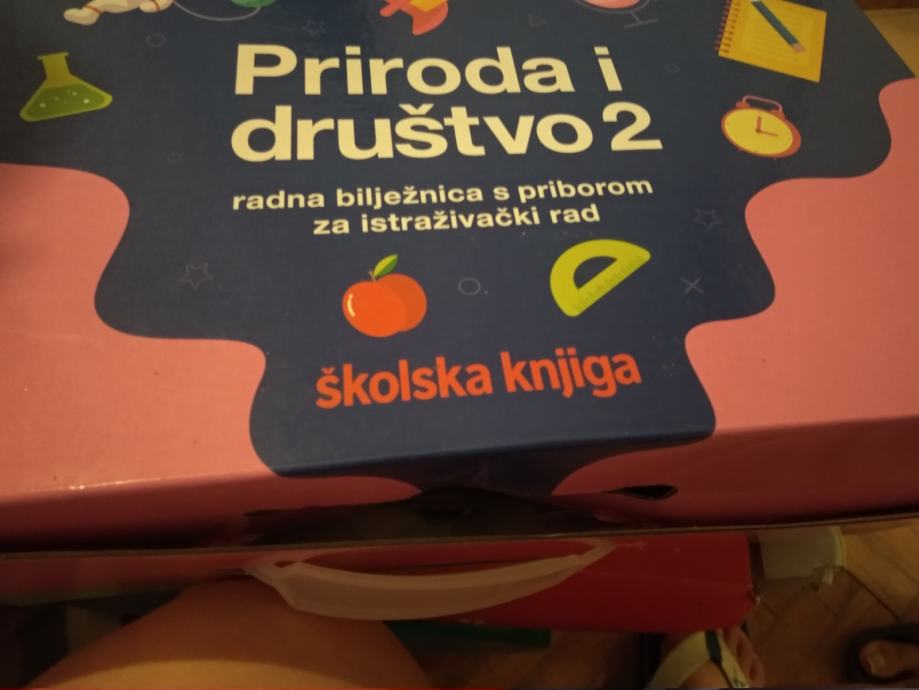 Priroda i
društvo 2
radna bilježnica s priborom
za istraživački rad
školska knjiga